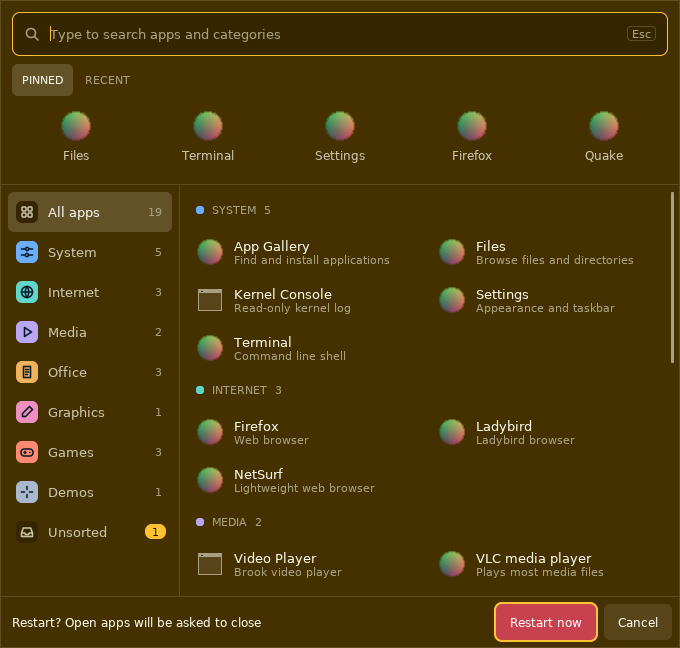 Type to search apps and categories Esc
PINNED RECENT
Files Terminal Settings Firefox Quake
All apps 19
System 5
Internet 3
Media 2
Office 3
Graphics 1
Games 3
Demos 1
Unsorted 1
SYSTEM 5
App Gallery
Find and install applications
Files
Browse files and directories
Kernel Console
Read-only kernel log
Settings
Appearance and taskbar
Terminal
Command line shell
INTERNET 3
Firefox
Web browser
Ladybird
Ladybird browser
NetSurf
Lightweight web browser
MEDIA 2
Video Player
Brook video player
VLC media player
Plays most media files
Restart? Open apps will be asked to close
Restart now
Cancel